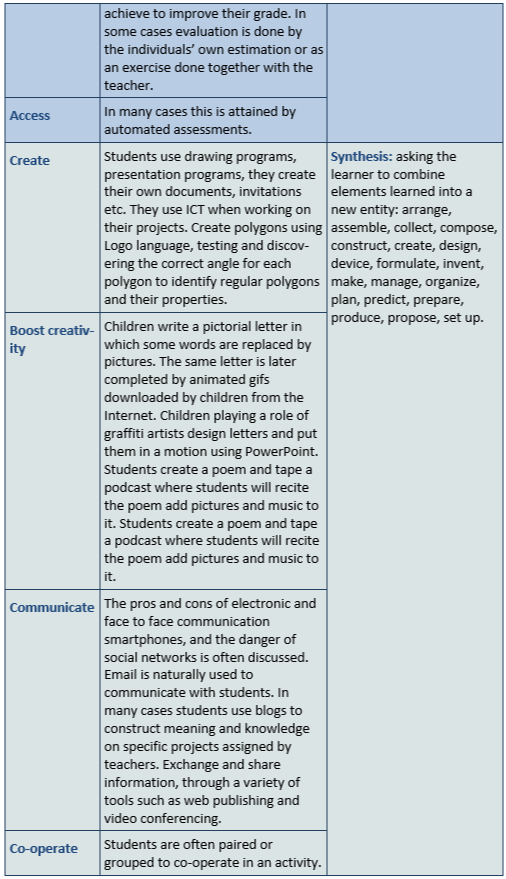 achieve to improve their grade. In
some cases evaluation is done by
the individuals’ own estimation or as
an exercise done together with the
teacher.
Access
In many cases this is attained by
automated assessments.
Create
Students use drawing programs,
presentation programs, they create
their own documents, invitations
etc. They use ICT when working on
their projects. Create polygons using
Logo language, testing and discov-
ering the correct angle for each
polygon to identify regular polygons
and their properties.
Synthesis: asking the
learner to combine
elements learned into a
new entity: arrange,
assemble, collect, compose,
construct, create, design,
device, formulate, invent,
make, manage, organize,
plan, predict, prepare,
produce, propose, set up.
Boost creativ-
ity
Children write a pictorial letter in
which some words are replaced by
pictures. The same letter is later
completed by animated gifs
downloaded by children from the
Internet. Children playing a role of
graffiti artists design letters and put
them in a motion using PowerPoint.
Students create a poem and tape a
podcast where students will recite
the poem add pictures and music to
it. Students create a poem and tape
a podcast where students will recite
the poem add pictures and music to
it.
Communicate
The pros and cons of electronic and
face to face communication
smartphones, and the danger of
social networks is often discussed.
Email is naturally used to
communicate with students. In
many cases students use blogs to
construct meaning and knowledge
on specific projects assigned by
teachers. Exchange and share
information, through a variety of
tools such as web publishing and
video conferencing.
Co-operate
Students are often paired or
grouped to co-operate in an activity.